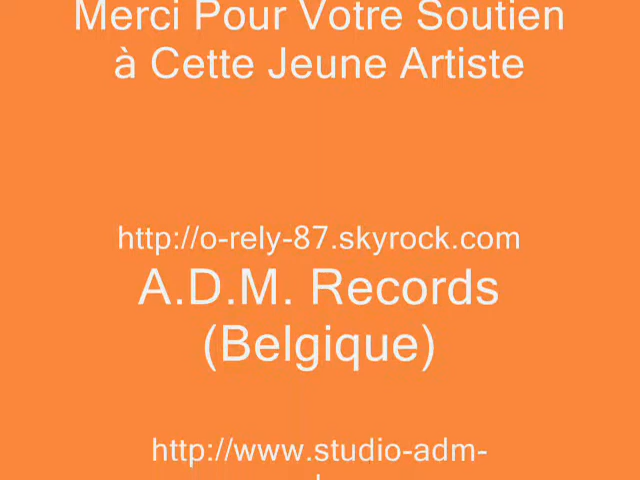 Merci Pour Votre Soutien
à Cette Jeune Artiste
http://o-rely-87.skyrock.com
A.D.M. Records
(Belgique)
http://www.studio-adm-